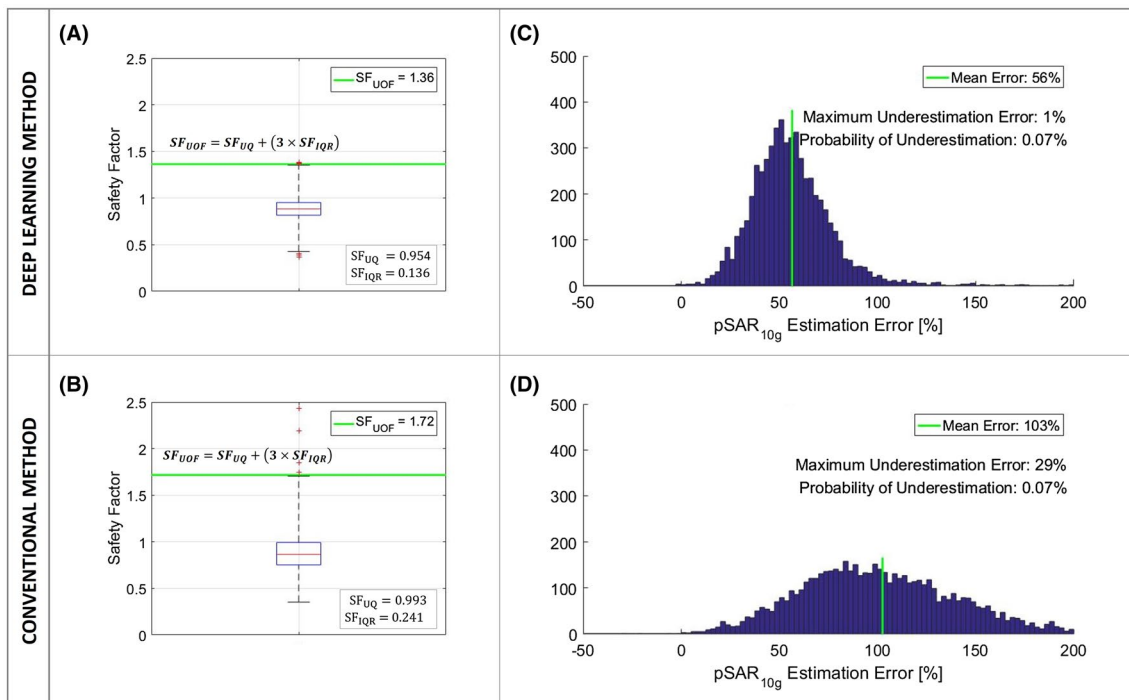 DEEP LEARNING METHOD
(A)
2.5
2
1.5
1
0.5
0
Safety Factor
SF_UOF = 1.36
SF_UOF = SF_UQ + (3 × SF_IQR)
SF_UQ = 0.954
SF_IQR = 0.136
(C)
500
400
300
200
100
0
Mean Error: 56%
Maximum Underestimation Error: 1%
Probability of Underestimation: 0.07%
-50 0 50 100 150 200
pSAR_10g Estimation Error [%]
CONVENTIONAL METHOD
(B)
2.5
2
1.5
1
0.5
0
Safety Factor
SF_UOF = 1.72
SF_UOF = SF_UQ + (3 × SF_IQR)
SF_UQ = 0.993
SF_IQR = 0.241
(D)
500
400
300
200
100
0
Mean Error: 103%
Maximum Underestimation Error: 29%
Probability of Underestimation: 0.07%
-50 0 50 100 150 200
pSAR_10g Estimation Error [%]